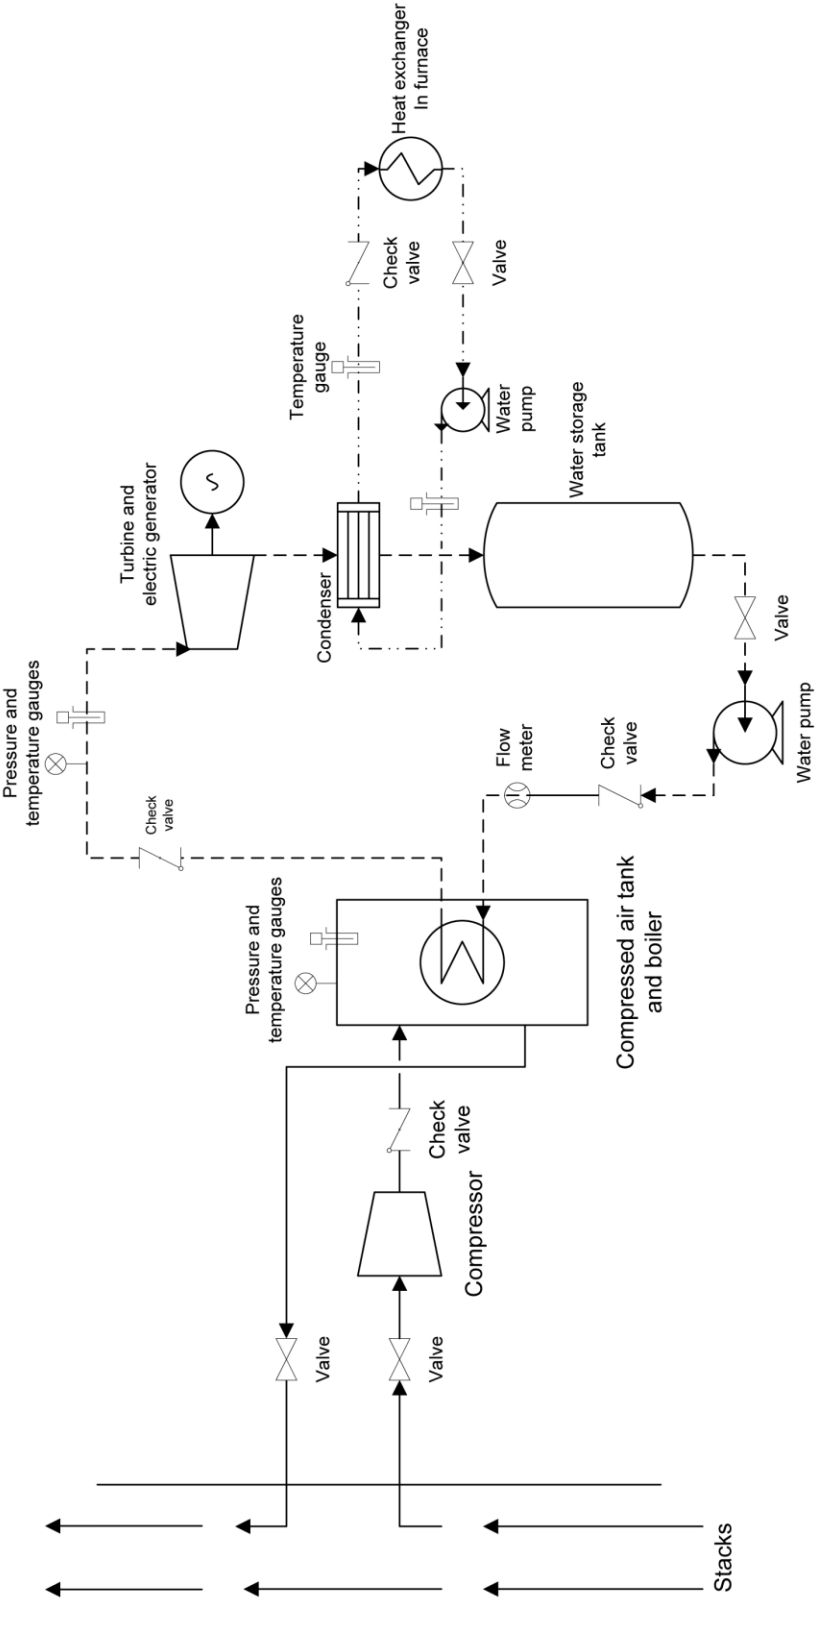 Stacks
Valve
Valve
Compressor
Check
valve
Pressure and
temperature gauges
Compressed air tank
and boiler
Check
valve
Pressure and
temperature gauges
Flow
meter
Check
valve
Water pump
Valve
Turbine and
electric generator
Condenser
Water storage
tank
Temperature
gauge
Water
pump
Check
valve
Valve
Heat exchanger
In furnace